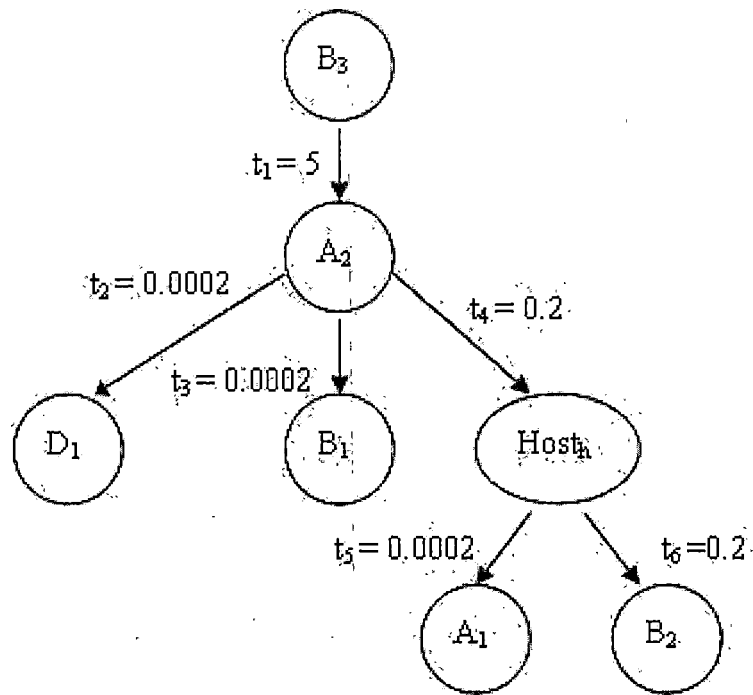 B₃
t₁= 5
A₂
t₂= 0.0002
t₄= 0.2
t₃= 0.0002
D₁
B₁
Hostₕ
t₅= 0.0002
t₆=0.2
A₁
B₂